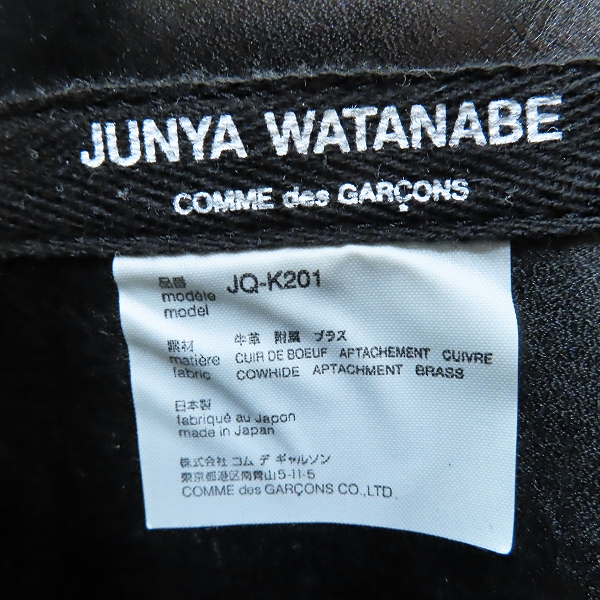 JUNYA WATANABE
COMME des GARÇONS
品番
modèle
model
JQ-K201
素材
matière
fabric
牛革 附属 ブラス
CUIR DE BOEUF APTACHEMENT CUIVRE
COWHIDE APTACHMENT BRASS
日本製
fabriqué au Japon
made in Japan
株式会社 コム デ ギャルソン
東京都港区南青山5-11-5
COMME des GARÇONS CO.,LTD.